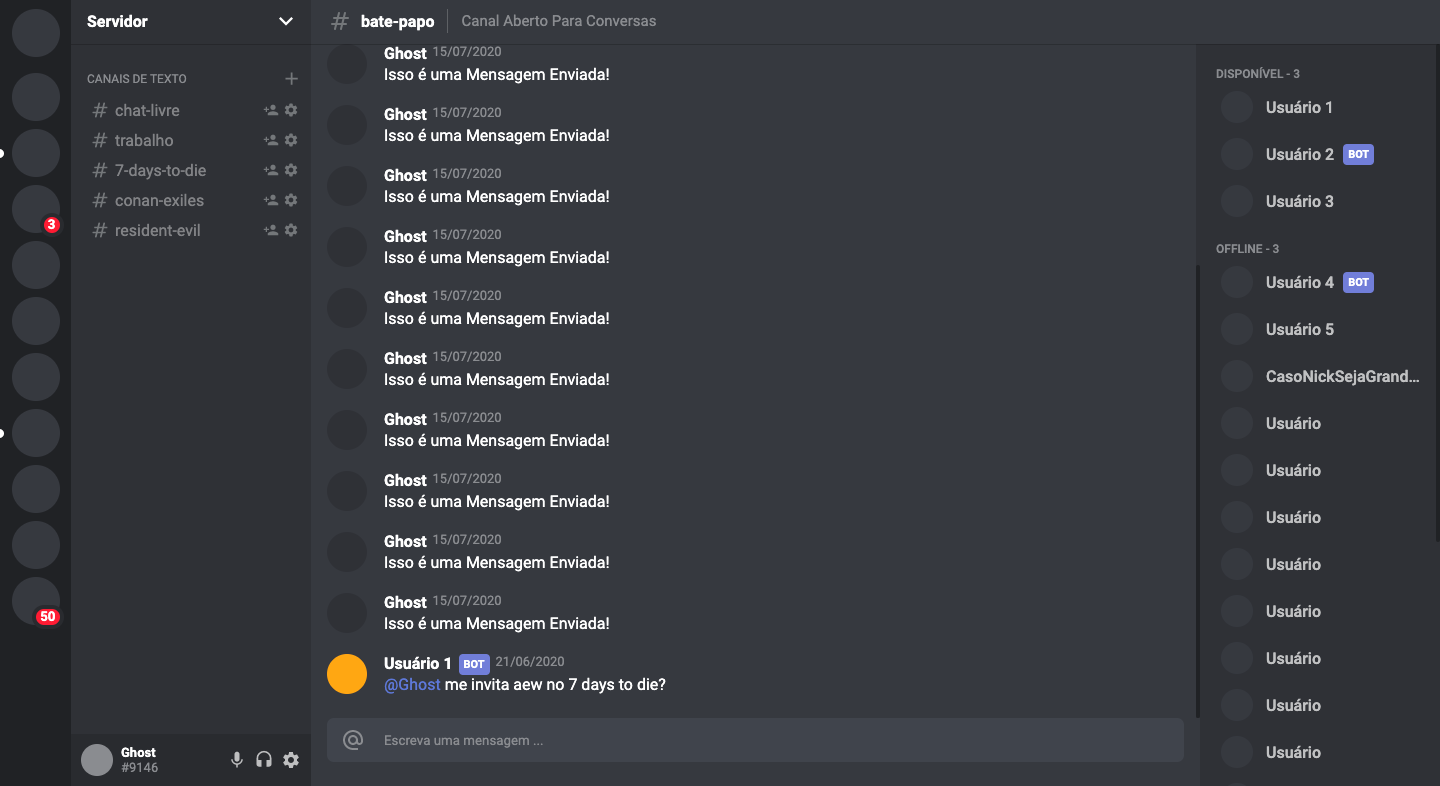 Servidor
CANAIS DE TEXTO
chat-livre
trabalho
7-days-to-die
conan-exiles
resident-evil
3
50
Ghost
#9146
# bate-papo Canal Aberto Para Conversas
Ghost 15/07/2020
Isso é uma Mensagem Enviada!
Ghost 15/07/2020
Isso é uma Mensagem Enviada!
Ghost 15/07/2020
Isso é uma Mensagem Enviada!
Ghost 15/07/2020
Isso é uma Mensagem Enviada!
Ghost 15/07/2020
Isso é uma Mensagem Enviada!
Ghost 15/07/2020
Isso é uma Mensagem Enviada!
Ghost 15/07/2020
Isso é uma Mensagem Enviada!
Ghost 15/07/2020
Isso é uma Mensagem Enviada!
Ghost 15/07/2020
Isso é uma Mensagem Enviada!
Ghost 15/07/2020
Isso é uma Mensagem Enviada!
Usuário 1 BOT 21/06/2020
@Ghost me invita aew no 7 days to die?
@ Escreva uma mensagem ...
DISPONÍVEL - 3
Usuário 1
Usuário 2 BOT
Usuário 3
OFFLINE - 3
Usuário 4 BOT
Usuário 5
CasoNickSejaGrand...
Usuário
Usuário
Usuário
Usuário
Usuário
Usuário
Usuário
Usuário